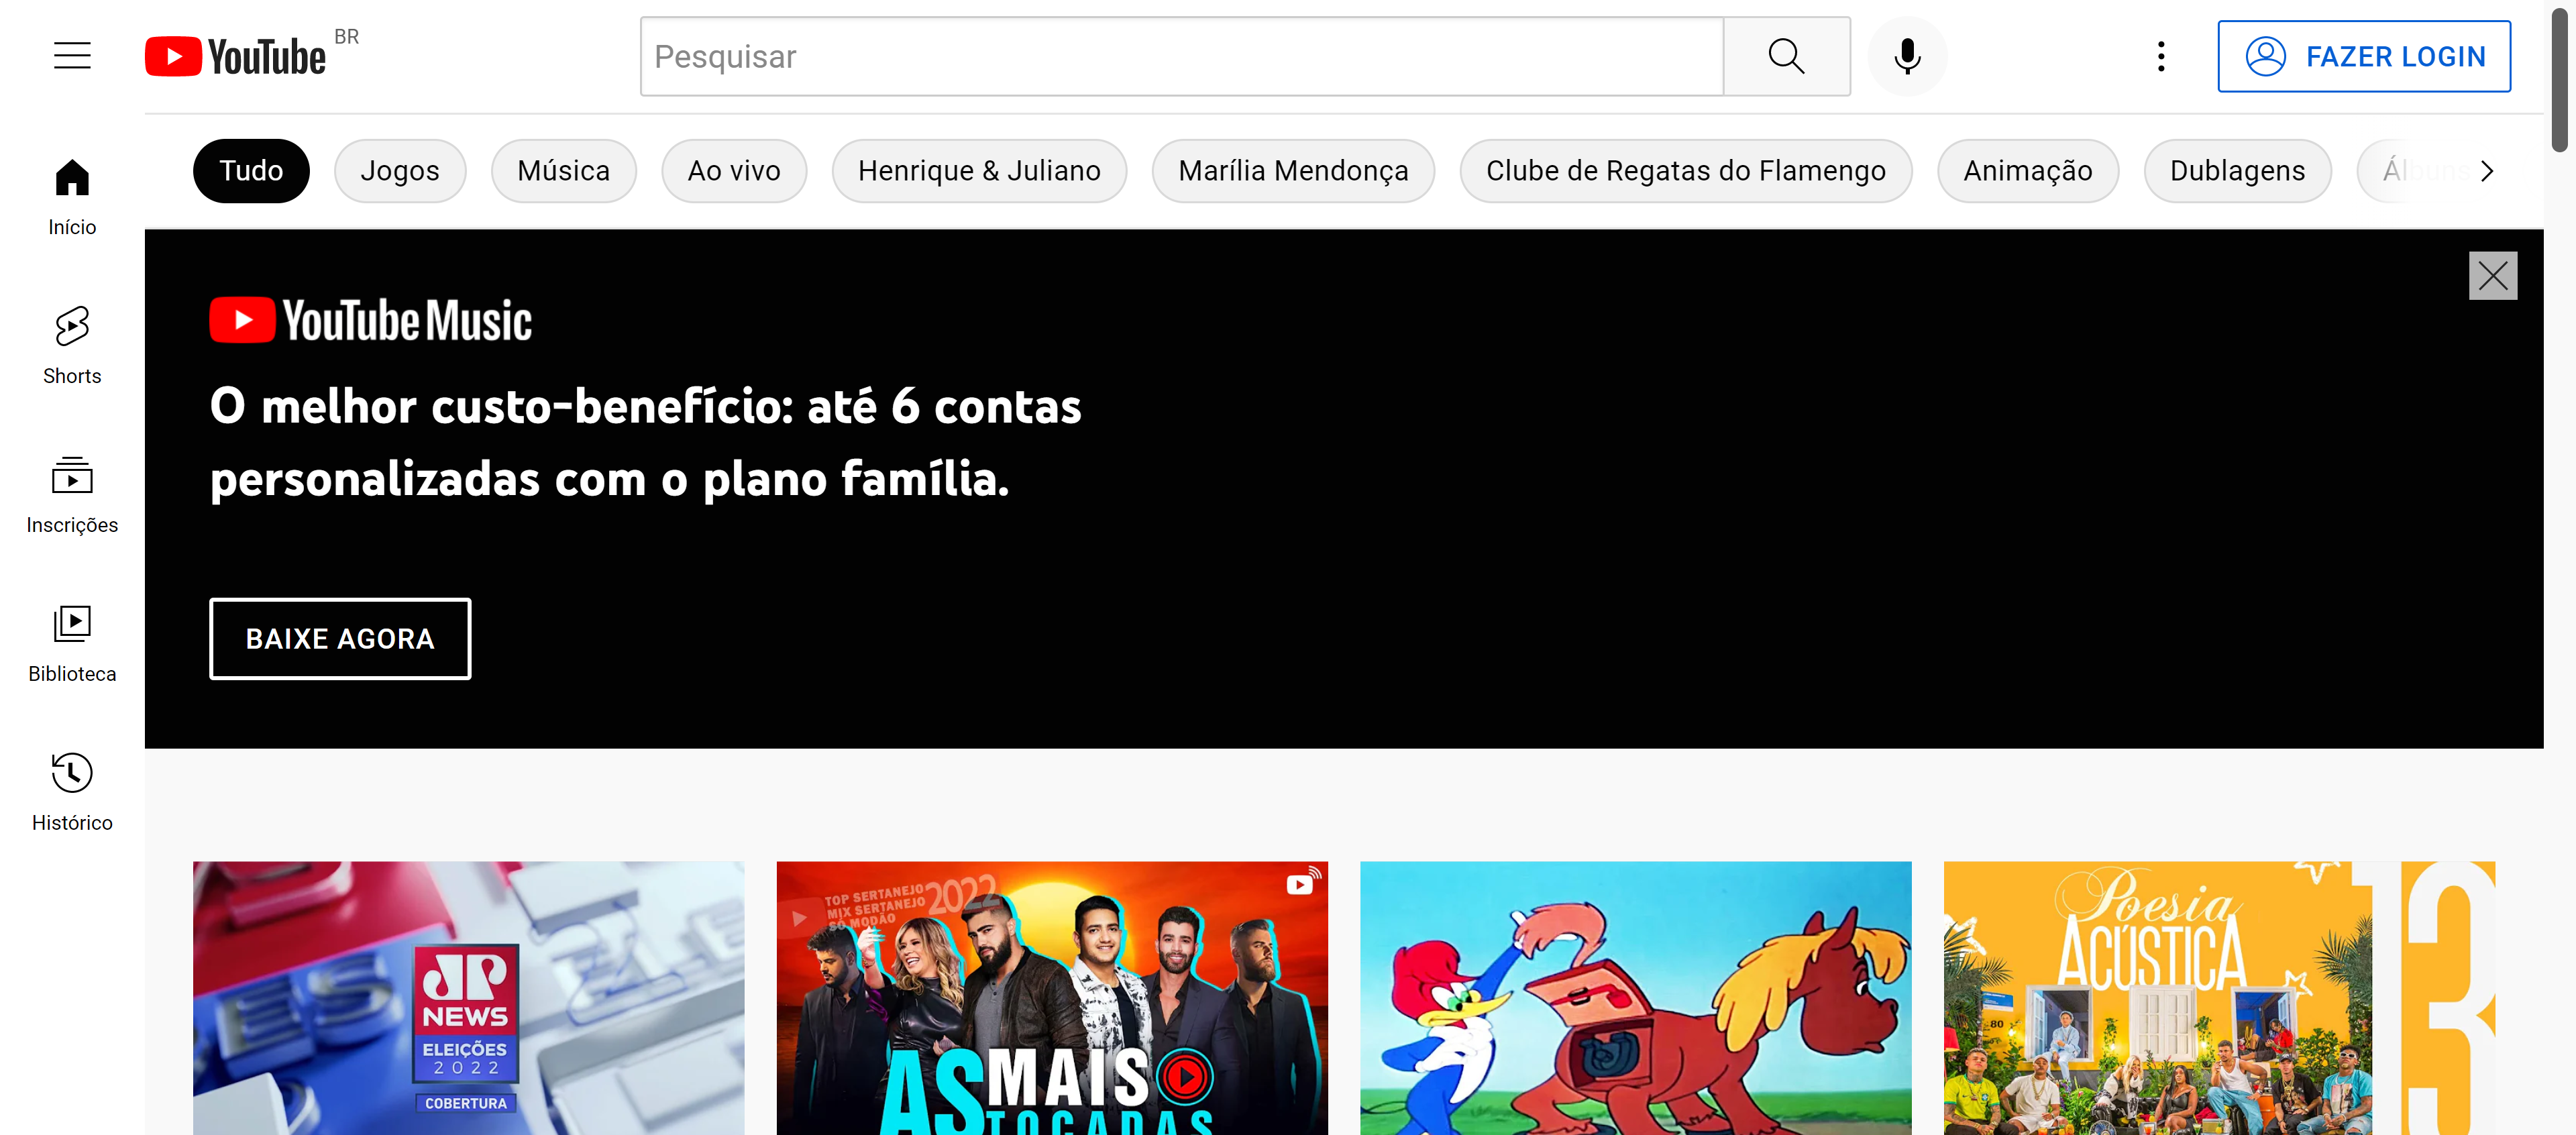 YouTube BR
Pesquisar
FAZER LOGIN
Tudo
Jogos
Música
Ao vivo
Henrique & Juliano
Marília Mendonça
Clube de Regatas do Flamengo
Animação
Dublagens
Álbuns
Início
Shorts
Inscrições
Biblioteca
Histórico
YouTube Music
O melhor custo-benefício: até 6 contas
personalizadas com o plano família.
BAIXE AGORA
JP
NEWS
ELEIÇÕES
2022
COBERTURA
TOP SERTANEJO 2022
MIX SERTANEJO
SÓ MODÃO
AS MAIS
TOCADAS
Poesia
ACÚSTICA
13
80